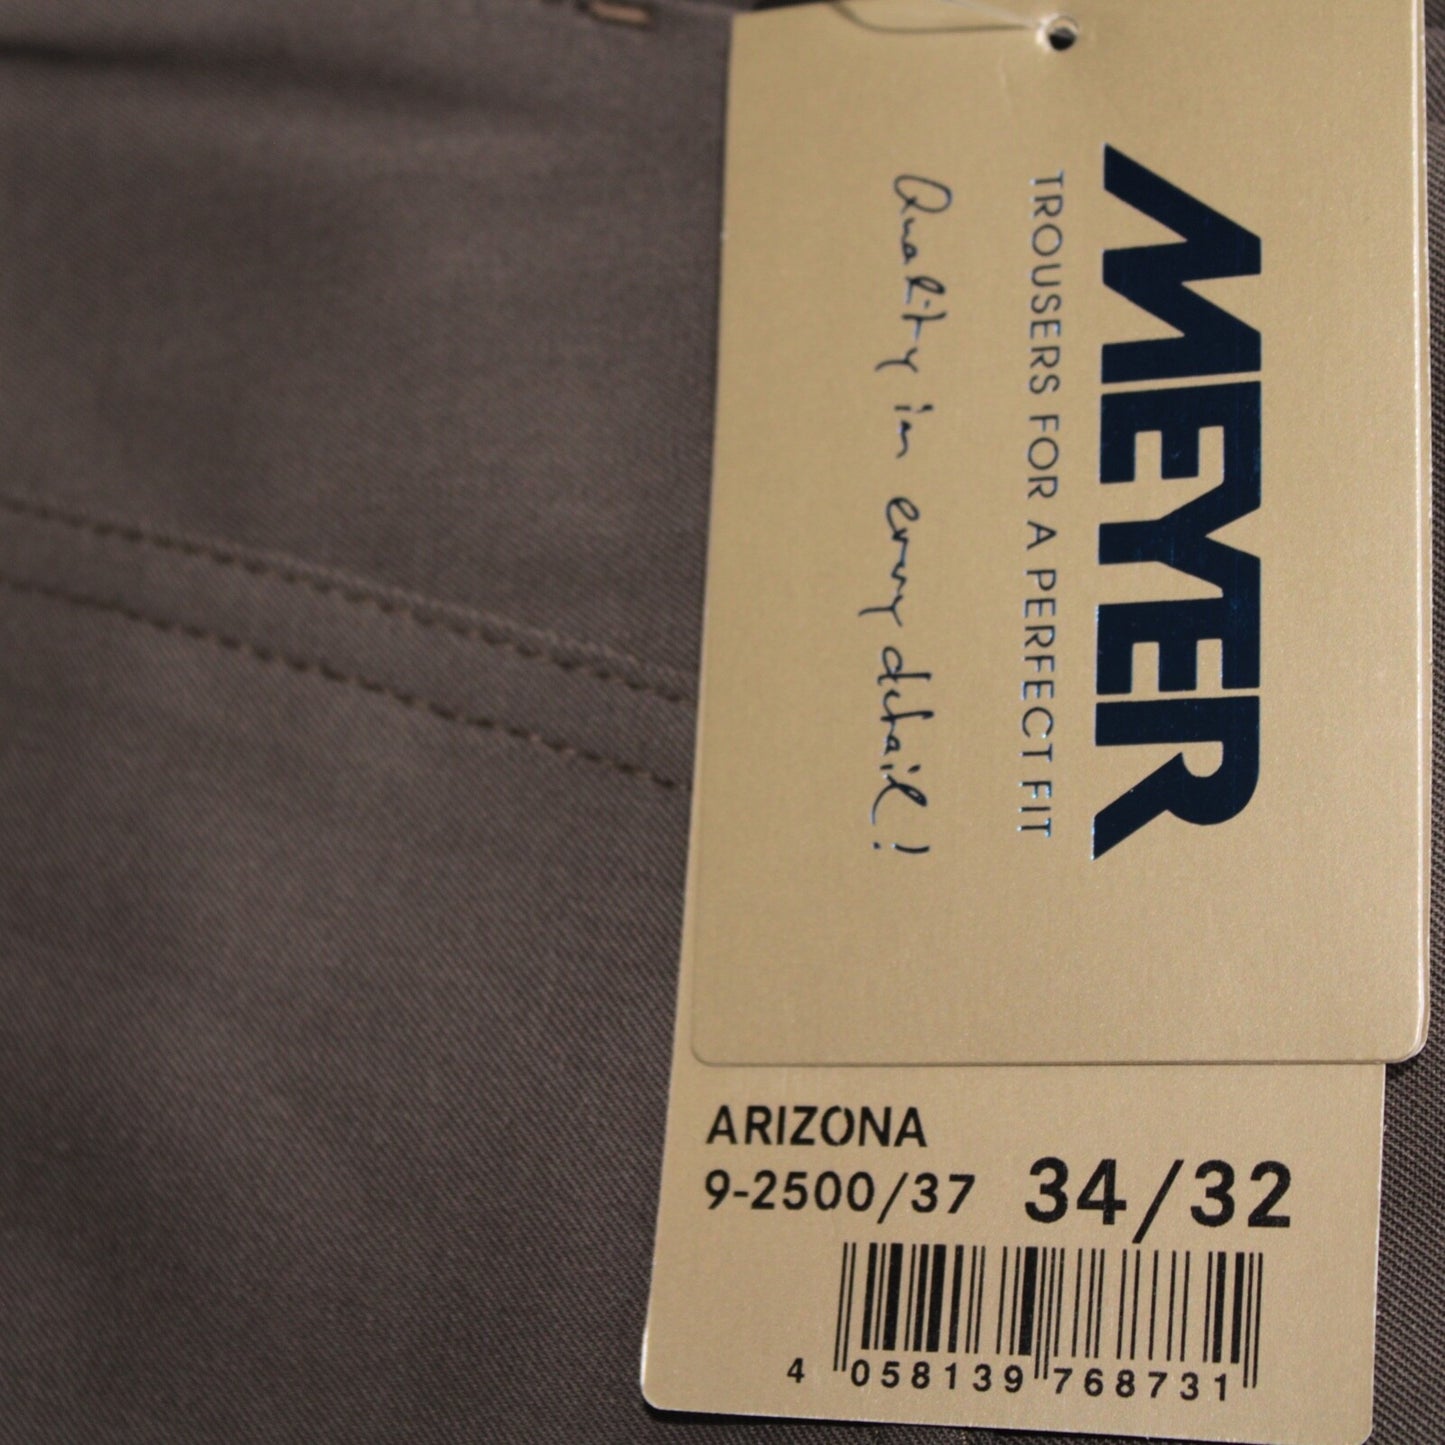 MEYER
TROUSERS FOR A PERFECT FIT
Quality in every detail!
ARIZONA
9-2500/37 34/32
4 058139 768731